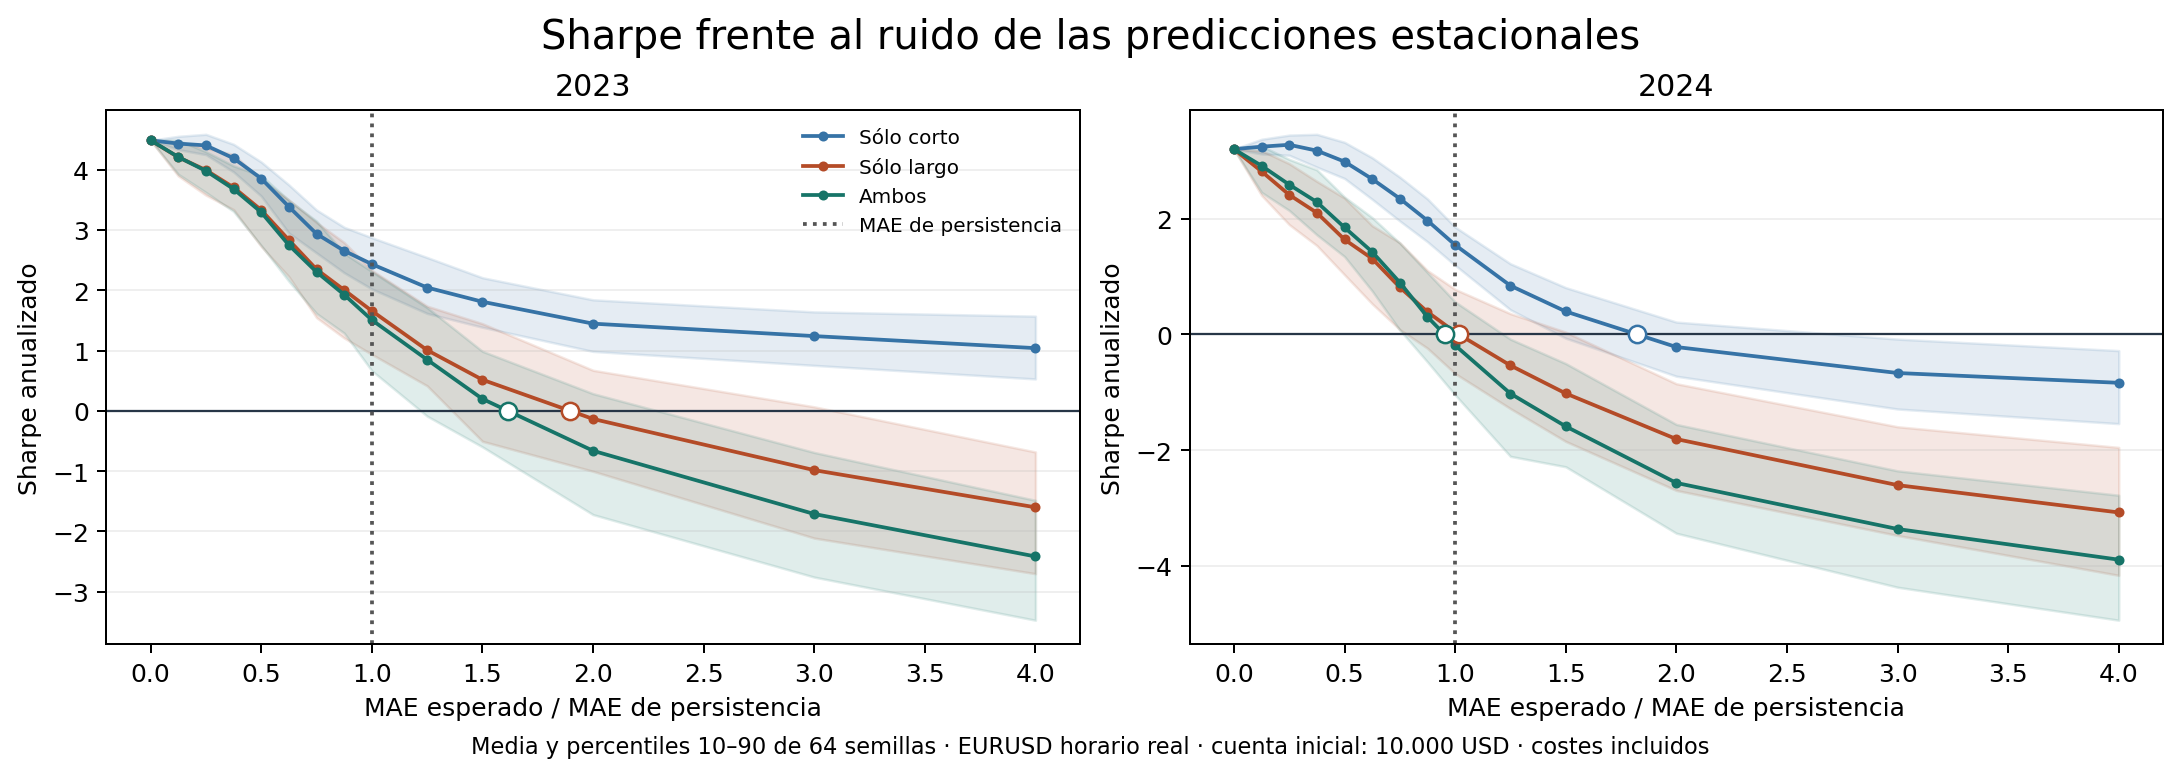 Sharpe frente al ruido de las predicciones estacionales
2023
Sharpe anualizado
4
3
2
1
0
−1
−2
−3
Sólo corto
Sólo largo
Ambos
MAE de persistencia
0.0 0.5 1.0 1.5 2.0 2.5 3.0 3.5 4.0
MAE esperado / MAE de persistencia
2024
Sharpe anualizado
2
0
−2
−4
0.0 0.5 1.0 1.5 2.0 2.5 3.0 3.5 4.0
MAE esperado / MAE de persistencia
Media y percentiles 10–90 de 64 semillas · EURUSD horario real · cuenta inicial: 10.000 USD · costes incluidos